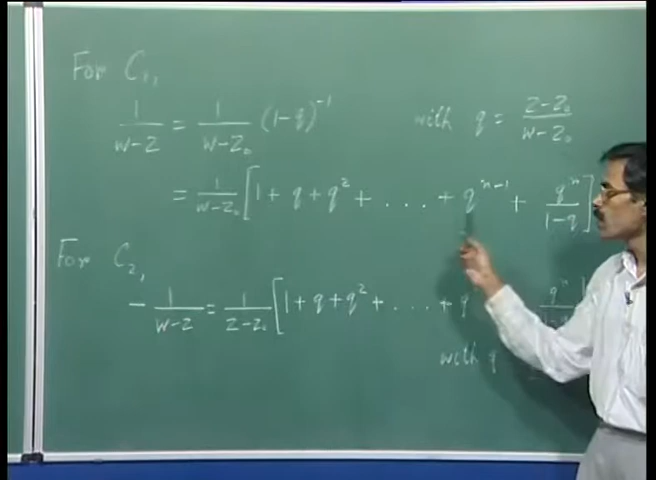 For C₁,
1/(w-z) = 1/(w-z₀) (1-q)⁻¹ with q = (z-z₀)/(w-z₀)
= 1/(w-z₀) [1 + q + q² + . . . . + qⁿ⁻¹ + qⁿ/(1-q)]
For C₂,
- 1/(w-z) = 1/(z-z₀) [1 + q + q² + . . . . + q
with q